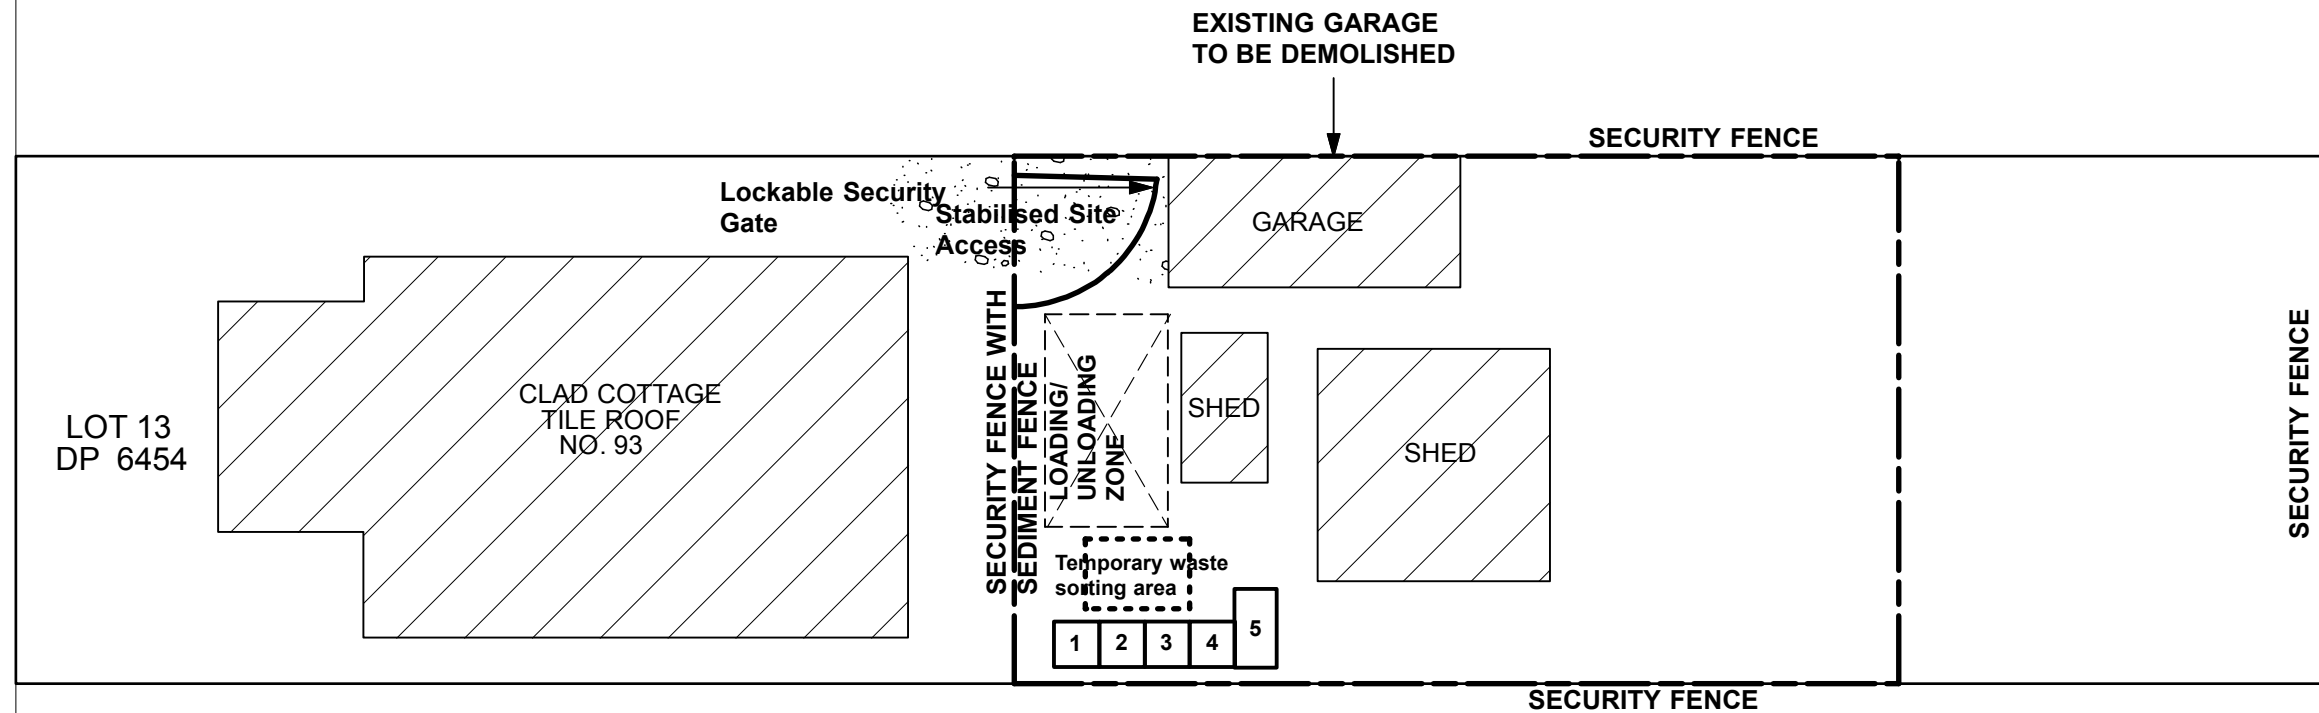 EXISTING GARAGE
TO BE DEMOLISHED
SECURITY FENCE
Lockable Security
Gate
Stabilised Site
Access
GARAGE
SECURITY FENCE WITH
SEDIMENT FENCE
LOADING/
UNLOADING
ZONE
SHED
SHED
CLAD COTTAGE
TILE ROOF
NO. 93
LOT 13
DP 6454
SECURITY FENCE
Temporary waste
sorting area
1 2 3 4 5
SECURITY FENCE